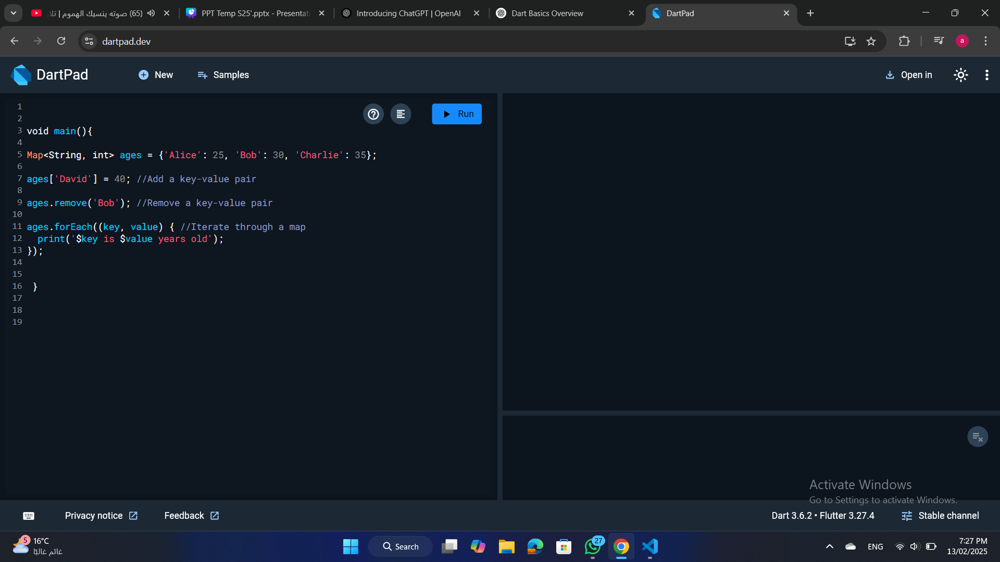 (65) صوته ينسيك الهموم | تلا
PPT Temp S25'.pptx - Presentati
Introducing ChatGPT | OpenAI
Dart Basics Overview
DartPad
dartpad.dev
a
DartPad
New
Samples
Open in
Run
1
2
3 void main(){
4
5 Map<String, int> ages = {'Alice': 25, 'Bob': 30, 'Charlie': 35};
6
7 ages['David'] = 40; //Add a key-value pair
8
9 ages.remove('Bob'); //Remove a key-value pair
10
11 ages.forEach((key, value) { //Iterate through a map
12 print('$key is $value years old');
13 });
14
15
16 }
17
18
19
Activate Windows
Go to Settings to activate Windows.
Privacy notice
Feedback
Dart 3.6.2 • Flutter 3.27.4
Stable channel
5
16°C
غائم غالبًا
Search
27
ENG
7:27 PM
13/02/2025